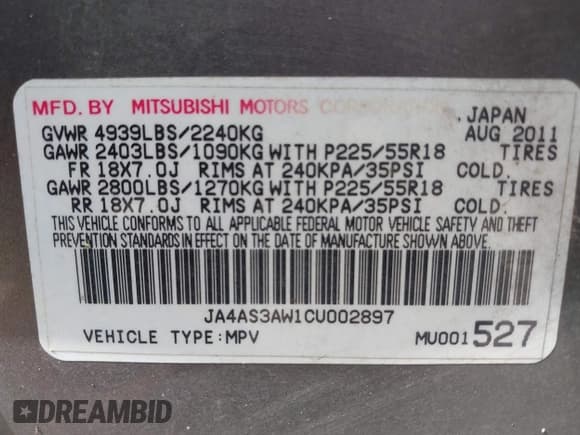 MFD. BY MITSUBISHI MOTORS CORPORATION, JAPAN
GVWR 4939LBS/2240KG AUG 2011
GAWR 2403LBS/1090KG WITH P225/55R18 TIRES
FR 18X7.0J RIMS AT 240KPA/35PSI COLD.
GAWR 2800LBS/1270KG WITH P225/55R18 TIRES
RR 18X7.0J RIMS AT 240KPA/35PSI COLD.
THIS VEHICLE CONFORMS TO ALL APPLICABLE FEDERAL MOTOR VEHICLE SAFETY AND THEFT
PREVENTION STANDARDS IN EFFECT ON THE DATE OF MANUFACTURE SHOWN ABOVE.
JA4AS3AW1CU002897
VEHICLE TYPE:MPV MU001527
DREAMBID